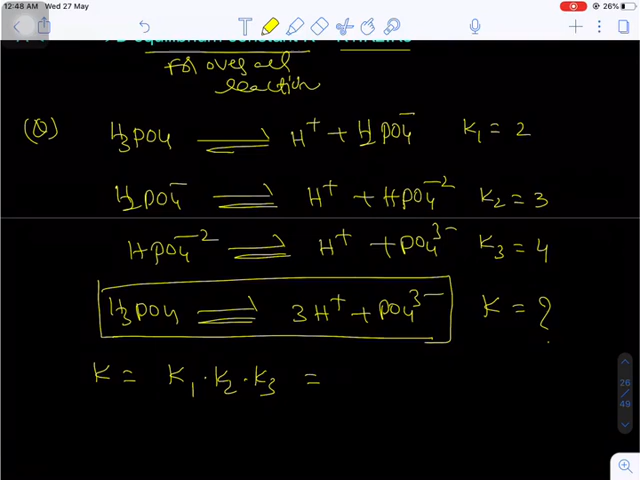 12:48 AM Wed 27 May
26%
For overall
reaction
(Q) H₃PO₄ ⇌ H⁺ + H₂PO₄⁻ K₁ = 2
H₂PO₄⁻ ⇌ H⁺ + HPO₄⁻² K₂ = 3
HPO₄⁻² ⇌ H⁺ + PO₄³⁻ K₃ = 4
H₃PO₄ ⇌ 3H⁺ + PO₄³⁻ K = ?
K = K₁·K₂·K₃ =
26
49